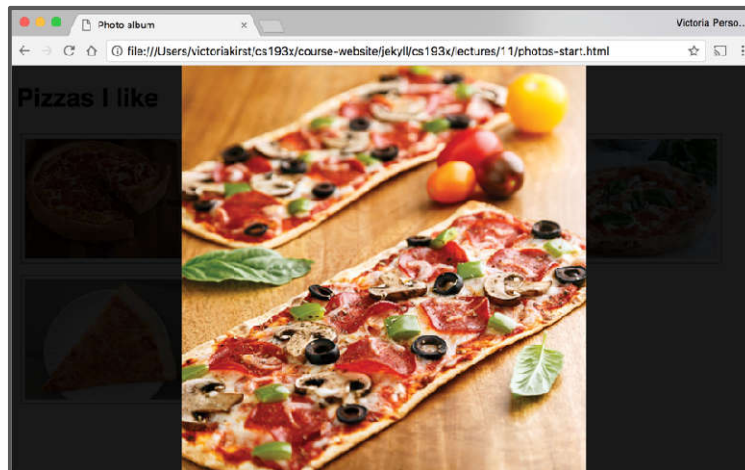 Photo album
Victoria Perso...
file:///Users/victoriakirst/cs193x/course-website/jekyll/cs193x/lectures/11/photos-start.html
Pizzas I like